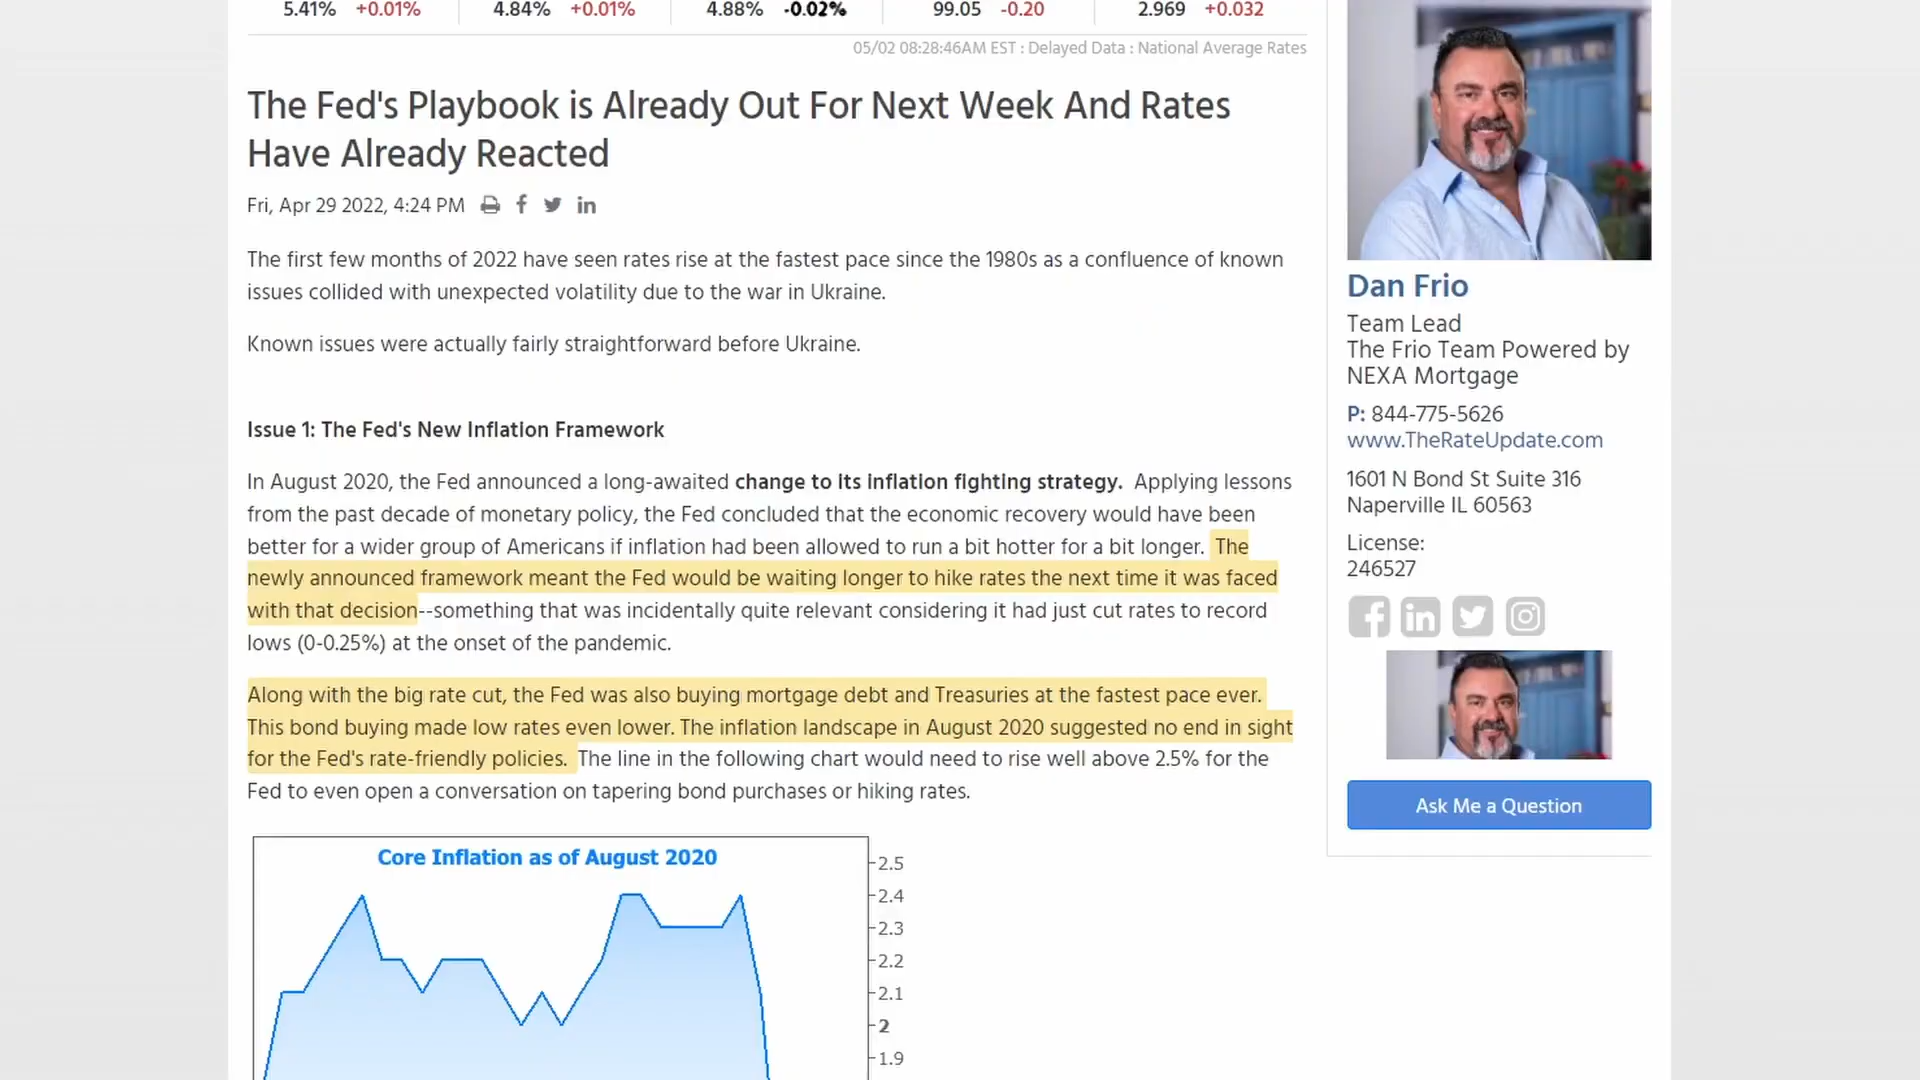 5.41% +0.01% 4.84% +0.01% 4.88% -0.02% 99.05 -0.20 2.969 +0.032
05/02 08:28:46AM EST : Delayed Data : National Average Rates
The Fed's Playbook is Already Out For Next Week And Rates
Have Already Reacted
Fri, Apr 29 2022, 4:24 PM
The first few months of 2022 have seen rates rise at the fastest pace since the 1980s as a confluence of known
issues collided with unexpected volatility due to the war in Ukraine.
Known issues were actually fairly straightforward before Ukraine.
Issue 1: The Fed's New Inflation Framework
In August 2020, the Fed announced a long-awaited change to its inflation fighting strategy. Applying lessons
from the past decade of monetary policy, the Fed concluded that the economic recovery would have been
better for a wider group of Americans if inflation had been allowed to run a bit hotter for a bit longer. The
newly announced framework meant the Fed would be waiting longer to hike rates the next time it was faced
with that decision--something that was incidentally quite relevant considering it had just cut rates to record
lows (0-0.25%) at the onset of the pandemic.
Along with the big rate cut, the Fed was also buying mortgage debt and Treasuries at the fastest pace ever.
This bond buying made low rates even lower. The inflation landscape in August 2020 suggested no end in sight
for the Fed's rate-friendly policies. The line in the following chart would need to rise well above 2.5% for the
Fed to even open a conversation on tapering bond purchases or hiking rates.
Core Inflation as of August 2020
2.5
2.4
2.3
2.2
2.1
2
1.9
Dan Frio
Team Lead
The Frio Team Powered by
NEXA Mortgage
P: 844-775-5626
www.TheRateUpdate.com
1601 N Bond St Suite 316
Naperville IL 60563
License:
246527
Ask Me a Question